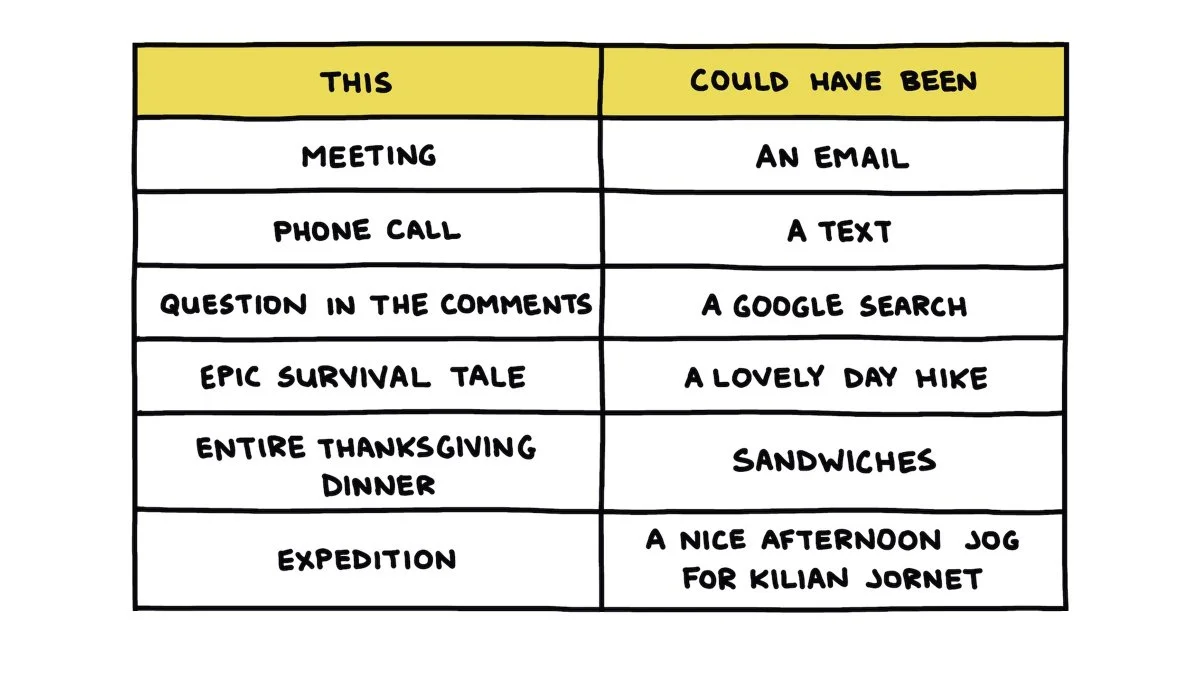 THIS
COULD HAVE BEEN
MEETING
AN EMAIL
PHONE CALL
A TEXT
QUESTION IN THE COMMENTS
A GOOGLE SEARCH
EPIC SURVIVAL TALE
A LOVELY DAY HIKE
ENTIRE THANKSGIVING
DINNER
SANDWICHES
EXPEDITION
A NICE AFTERNOON JOG
FOR KILIAN JORNET